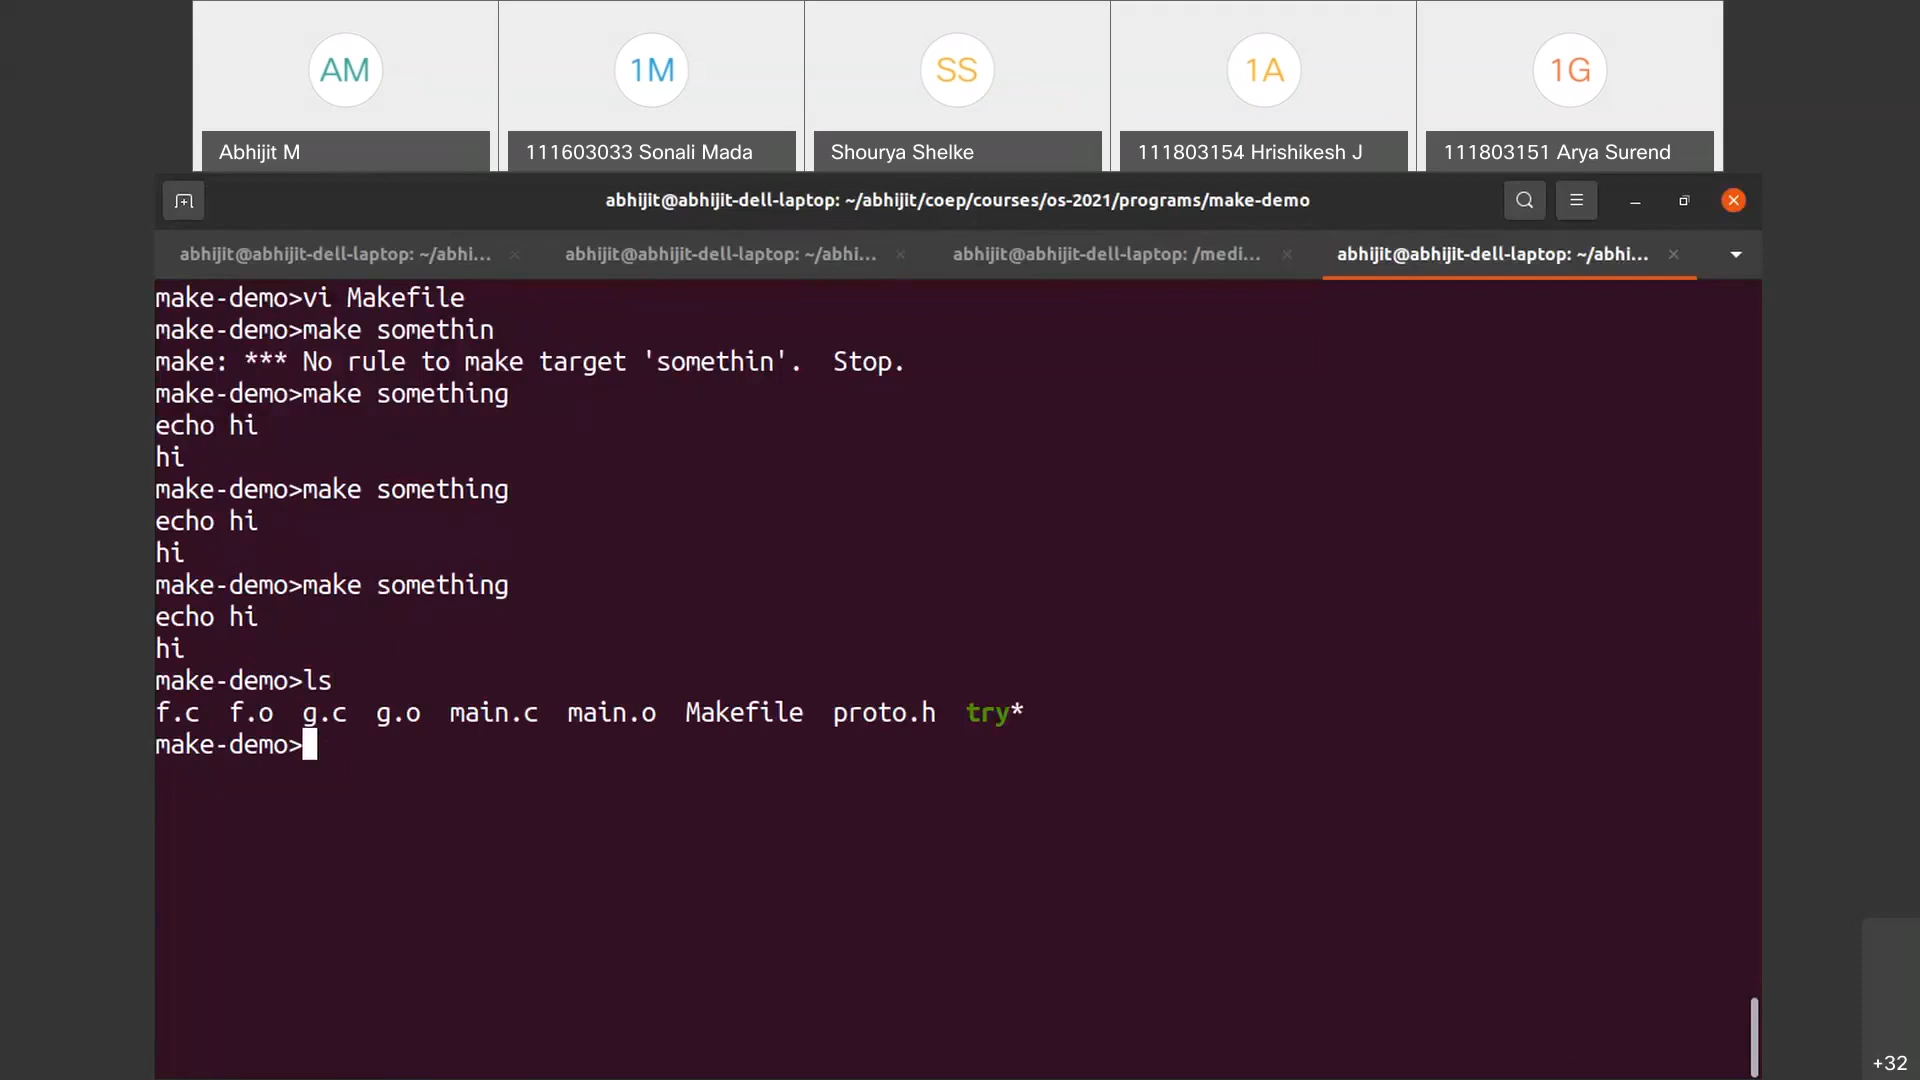 AM
1M
SS
1A
1G
Abhijit M
111603033 Sonali Mada
Shourya Shelke
111803154 Hrishikesh J
111803151 Arya Surend
abhijit@abhijit-dell-laptop: ~/abhijit/coep/courses/os-2021/programs/make-demo
abhijit@abhijit-dell-laptop: ~/abhi...
abhijit@abhijit-dell-laptop: ~/abhi...
abhijit@abhijit-dell-laptop: /medi...
abhijit@abhijit-dell-laptop: ~/abhi...
make-demo>vi Makefile
make-demo>make somethin
make: *** No rule to make target 'somethin'.  Stop.
make-demo>make something
echo hi
hi
make-demo>make something
echo hi
hi
make-demo>make something
echo hi
hi
make-demo>ls
f.c  f.o  g.c  g.o  main.c  main.o  Makefile  proto.h  try*
make-demo>
+32